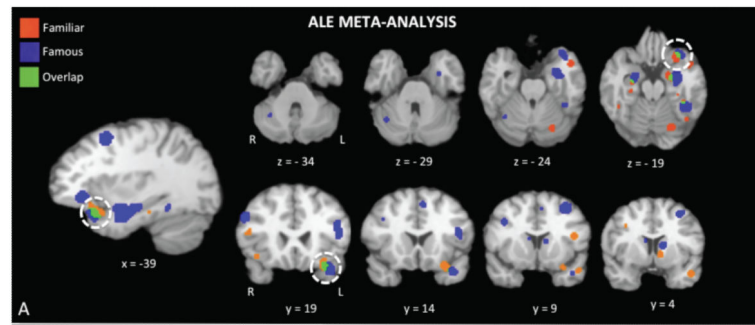 ALE META-ANALYSIS
Familiar
Famous
Overlap
R L
z = - 34
z = - 29
z = - 24
z = - 19
x = -39
R L
y = 19
y = 14
y = 9
y = 4
A